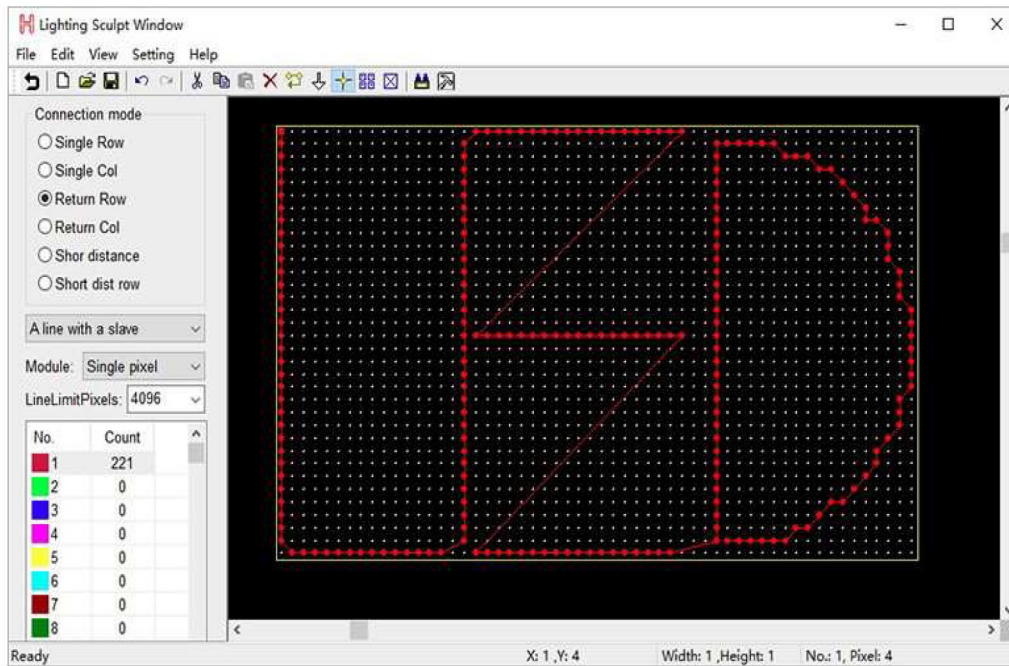 Lighting Sculpt Window
File Edit View Setting Help
Connection mode
Single Row
Single Col
Return Row
Return Col
Shor distance
Short dist row
A line with a slave
Module: Single pixel
LineLimitPixels: 4096
No. Count
1 221
2 0
3 0
4 0
5 0
6 0
7 0
8 0
LED
Ready X: 1 ,Y: 4 Width: 1 ,Height: 1 No.: 1, Pixel: 4